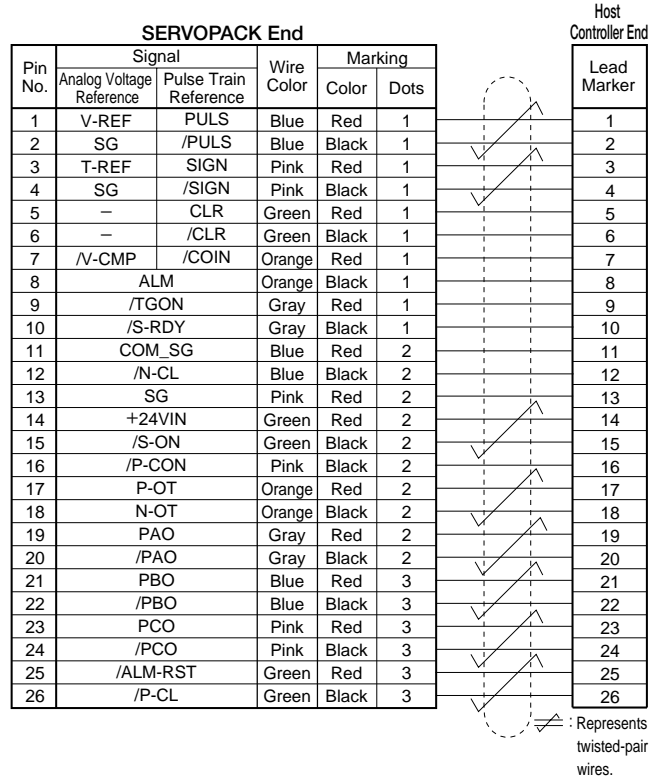 SERVOPACK End
Host
Controller End
Pin No. | Signal | Wire Color | Marking | Lead Marker
Analog Voltage Reference | Pulse Train Reference | Color | Dots
1 | V-REF | PULS | Blue | Red | 1 | 1
2 | SG | /PULS | Blue | Black | 1 | 2
3 | T-REF | SIGN | Pink | Red | 1 | 3
4 | SG | /SIGN | Pink | Black | 1 | 4
5 | – | CLR | Green | Red | 1 | 5
6 | – | /CLR | Green | Black | 1 | 6
7 | /V-CMP | /COIN | Orange | Red | 1 | 7
8 | ALM | Orange | Black | 1 | 8
9 | /TGON | Gray | Red | 1 | 9
10 | /S-RDY | Gray | Black | 1 | 10
11 | COM_SG | Blue | Red | 2 | 11
12 | /N-CL | Blue | Black | 2 | 12
13 | SG | Pink | Red | 2 | 13
14 | +24VIN | Green | Red | 2 | 14
15 | /S-ON | Green | Black | 2 | 15
16 | /P-CON | Pink | Black | 2 | 16
17 | P-OT | Orange | Red | 2 | 17
18 | N-OT | Orange | Black | 2 | 18
19 | PAO | Gray | Red | 2 | 19
20 | /PAO | Gray | Black | 2 | 20
21 | PBO | Blue | Red | 3 | 21
22 | /PBO | Blue | Black | 3 | 22
23 | PCO | Pink | Red | 3 | 23
24 | /PCO | Pink | Black | 3 | 24
25 | /ALM-RST | Green | Red | 3 | 25
26 | /P-CL | Green | Black | 3 | 26
: Represents
twisted-pair
wires.